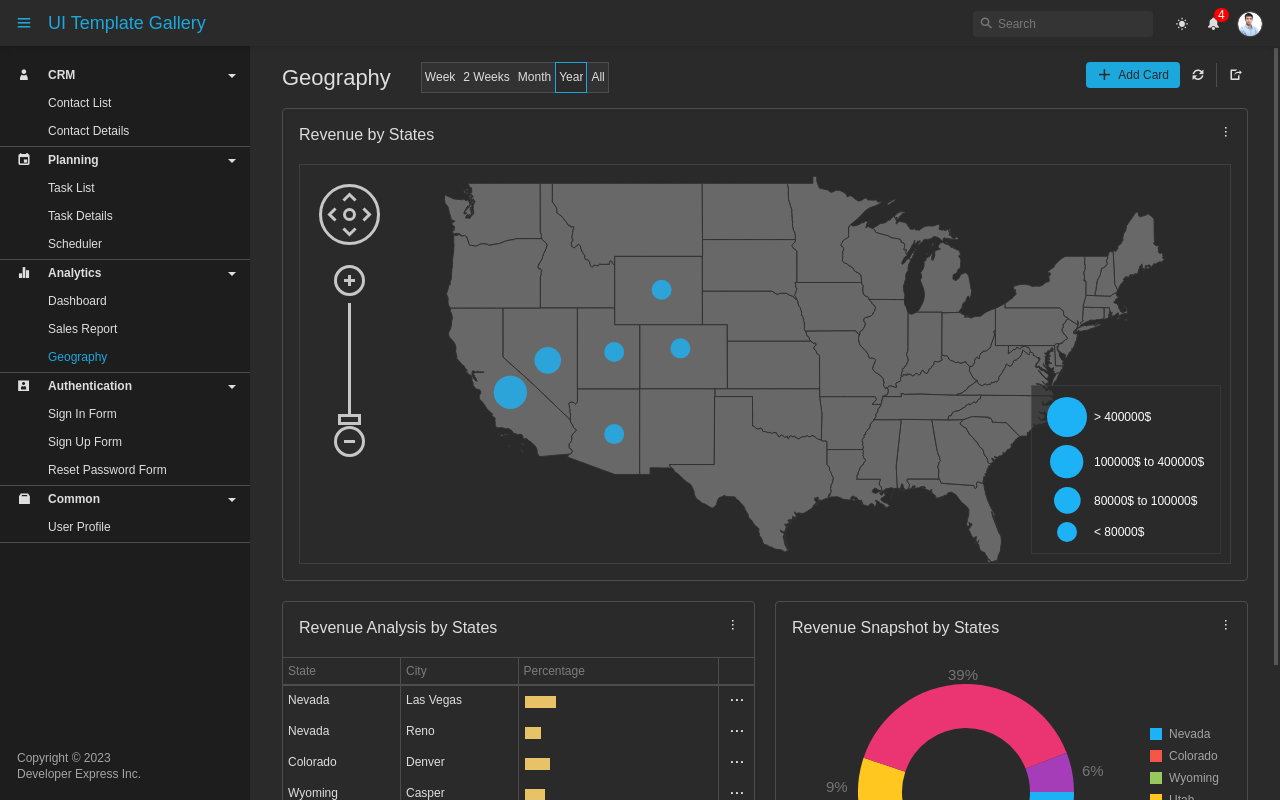 UI Template Gallery
Search
4
CRM
Contact List
Contact Details
Planning
Task List
Task Details
Scheduler
Analytics
Dashboard
Sales Report
Geography
Authentication
Sign In Form
Sign Up Form
Reset Password Form
Common
User Profile
Copyright © 2023
Developer Express Inc.
Geography
Week 2 Weeks Month Year All
Add Card
Revenue by States
> 400000$
100000$ to 400000$
80000$ to 100000$
< 80000$
Revenue Analysis by States
State City Percentage
Nevada Las Vegas
Nevada Reno
Colorado Denver
Wyoming Casper
Revenue Snapshot by States
39%
6%
9%
Nevada
Colorado
Wyoming
Utah